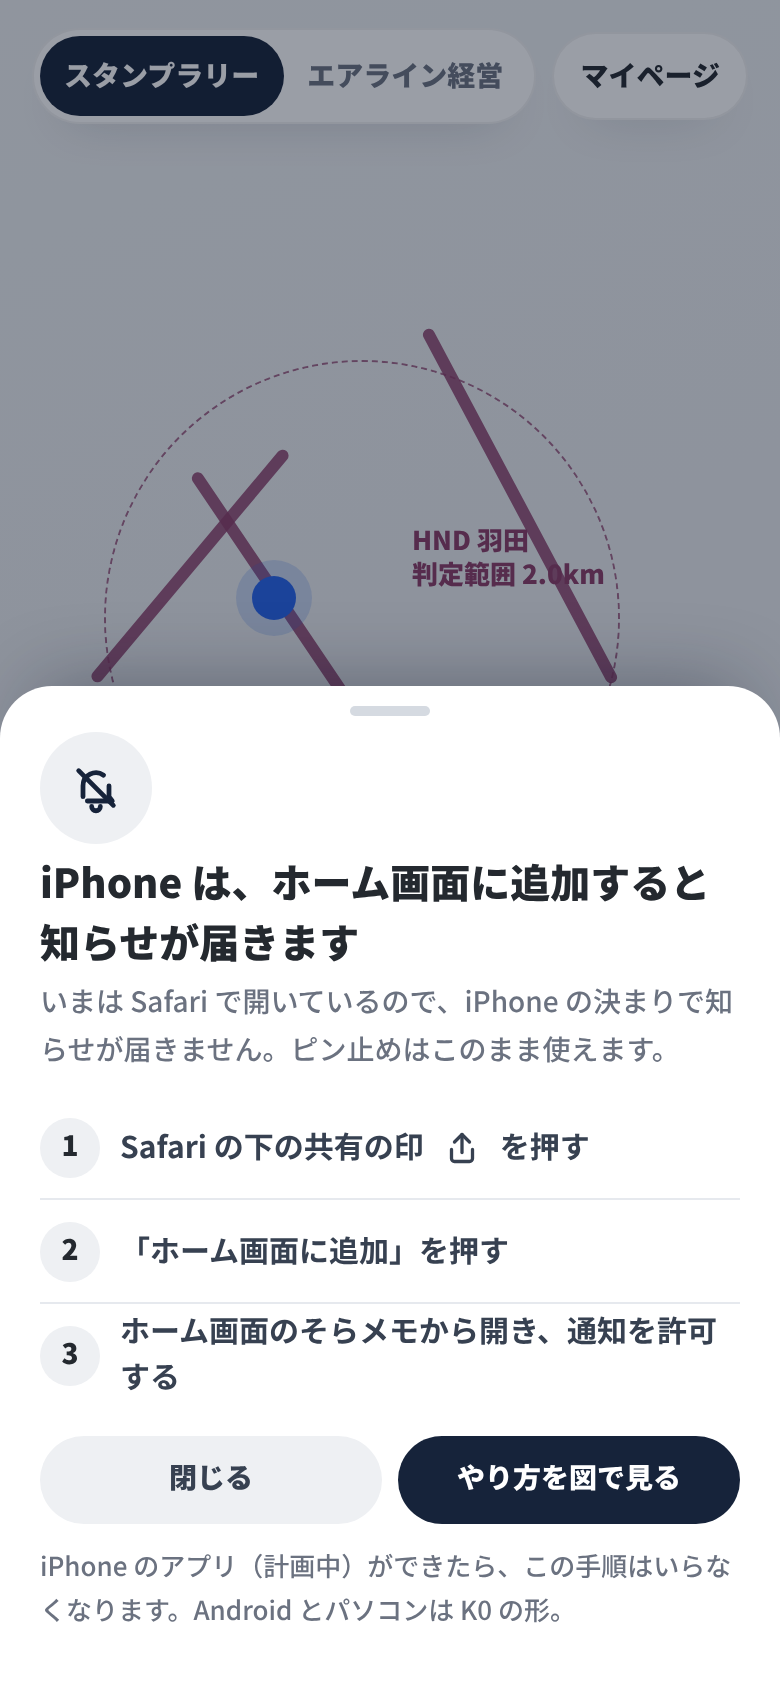 スタンプラリー エアライン経営 マイページ
HND 羽田
判定範囲 2.0km
iPhone は、ホーム画面に追加すると
知らせが届きます
いまは Safari で開いているので、iPhone の決まりで知
らせが届きません。ピン止めはこのまま使えます。
1 Safari の下の共有の印 を押す
2 「ホーム画面に追加」を押す
3 ホーム画面のそらメモから開き、通知を許可
する
閉じる やり方を図で見る
iPhone のアプリ（計画中）ができたら、この手順はいらな
くなります。Android とパソコンは K0 の形。